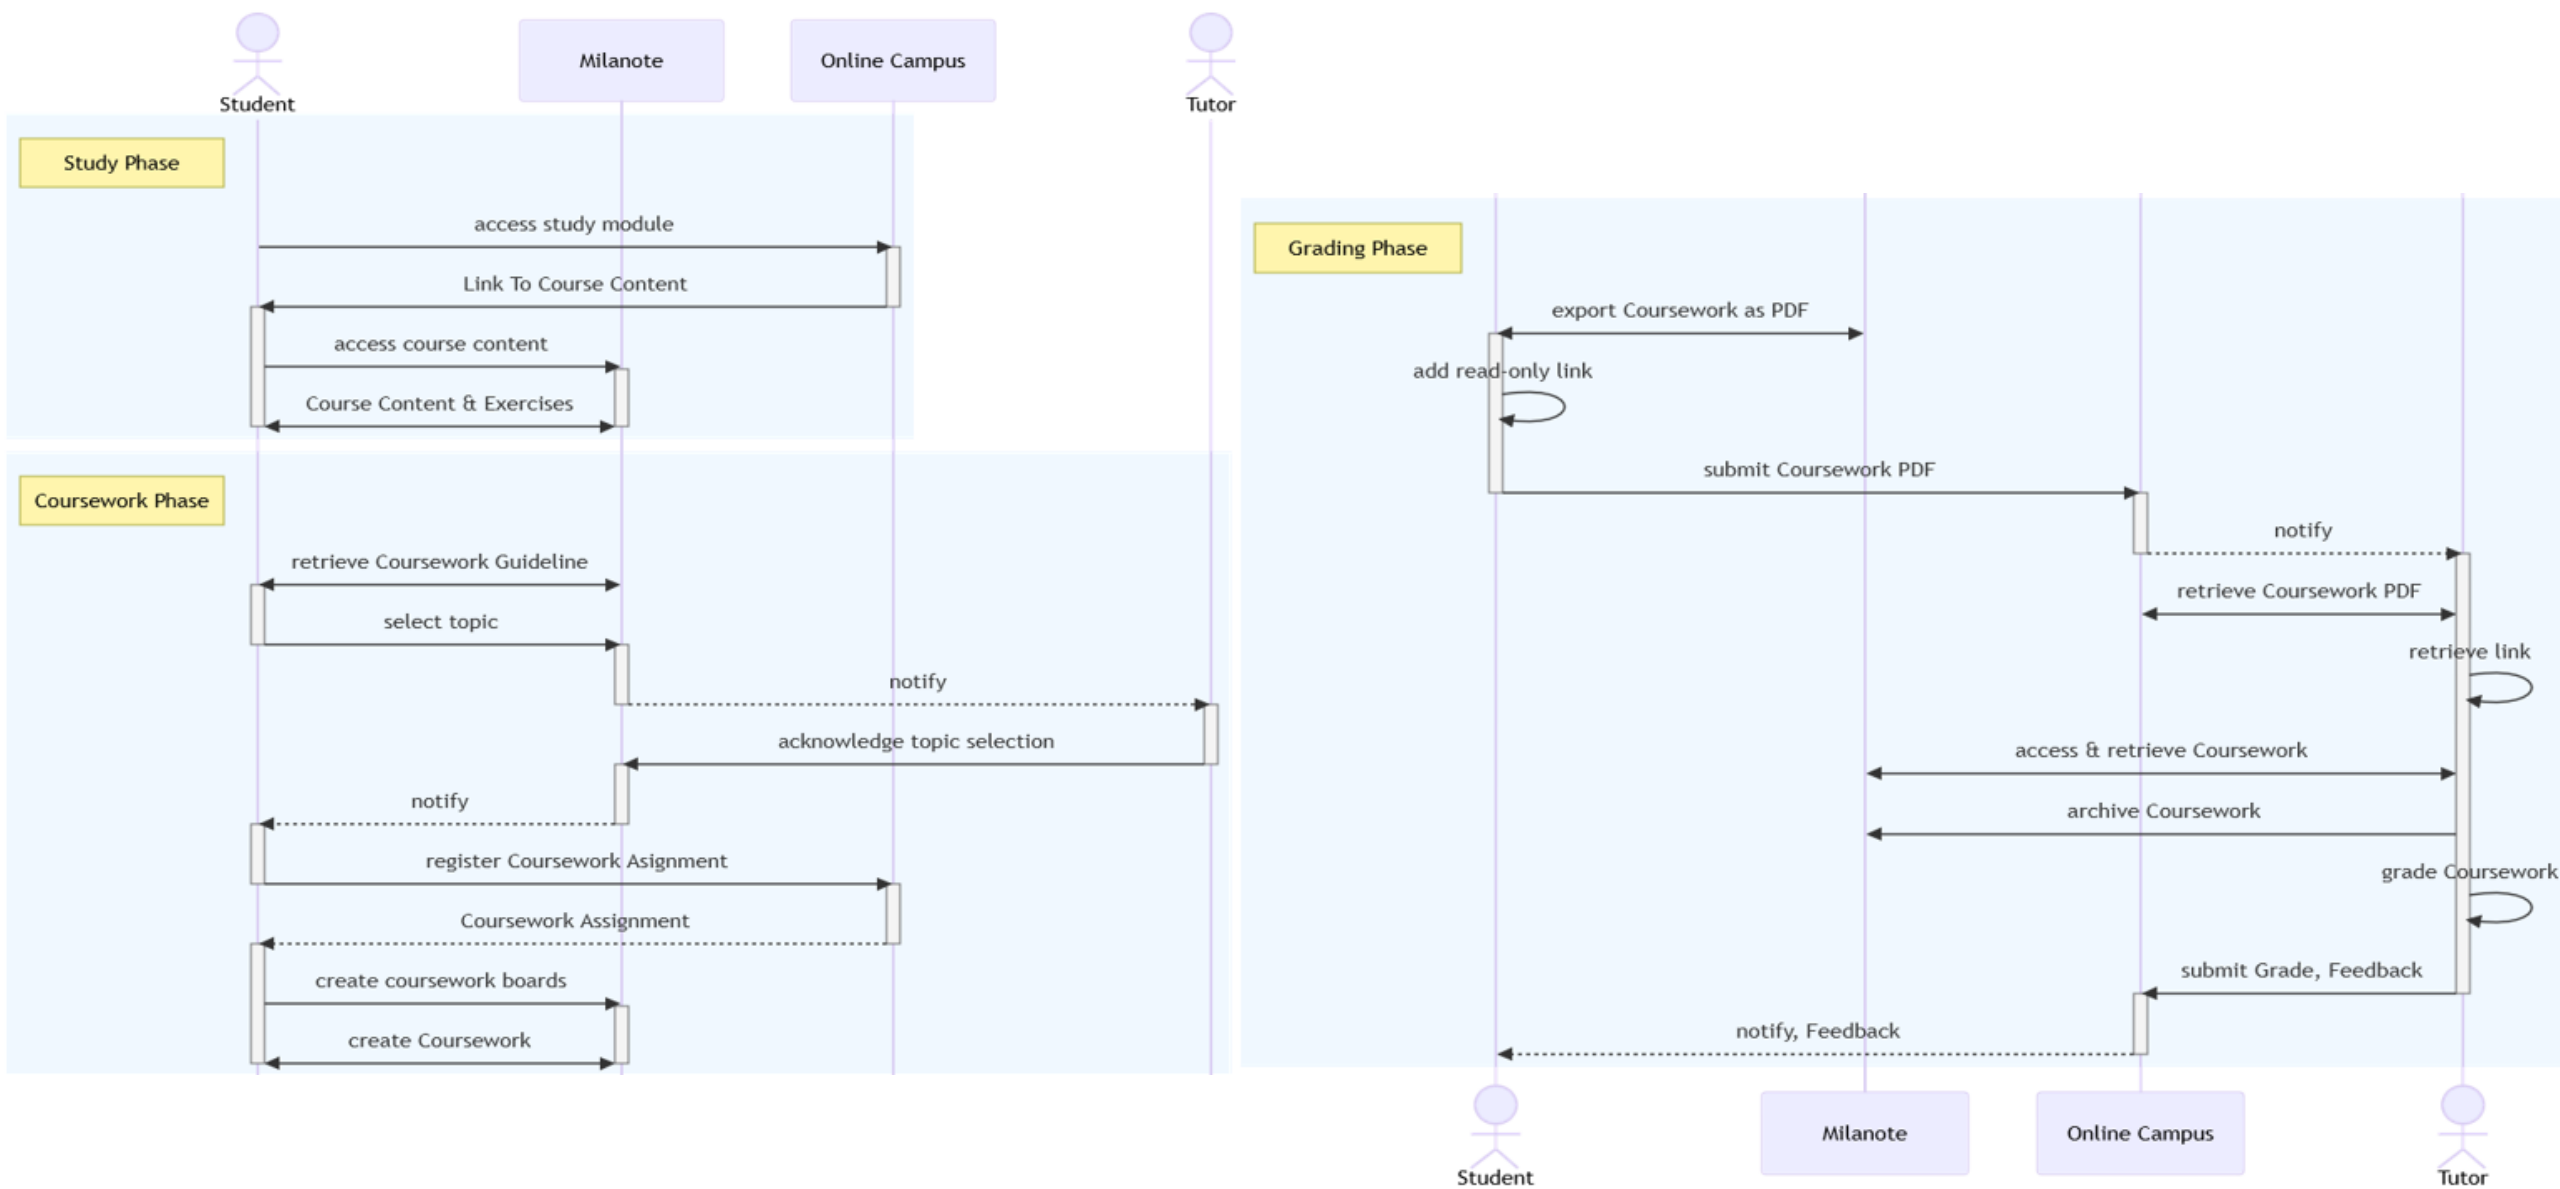 Student
Milanote
Online Campus
Tutor
Study Phase
access study module
Link To Course Content
access course content
Course Content & Exercises
Coursework Phase
retrieve Coursework Guideline
select topic
notify
acknowledge topic selection
notify
register Coursework Asignment
Coursework Assignment
create coursework boards
create Coursework
Grading Phase
export Coursework as PDF
add read-only link
submit Coursework PDF
notify
retrieve Coursework PDF
retrieve link
access & retrieve Coursework
archive Coursework
grade Coursework
submit Grade, Feedback
notify, Feedback
Student
Milanote
Online Campus
Tutor